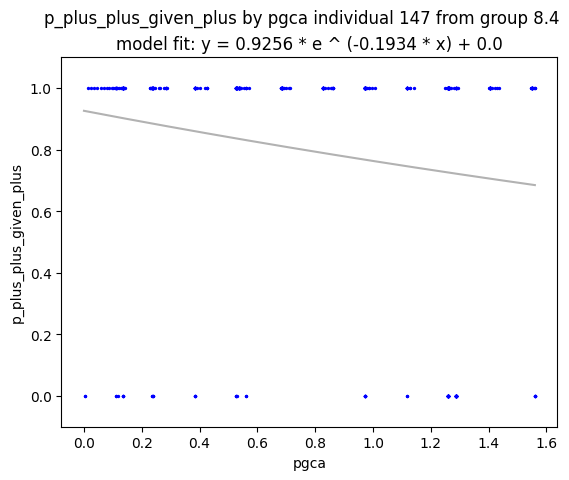 p_plus_plus_given_plus by pgca individual 147 from group 8.4
model fit: y = 0.9256 * e ^ (-0.1934 * x) + 0.0
p_plus_plus_given_plus
1.0
0.8
0.6
0.4
0.2
0.0
0.0 0.2 0.4 0.6 0.8 1.0 1.2 1.4 1.6
pgca